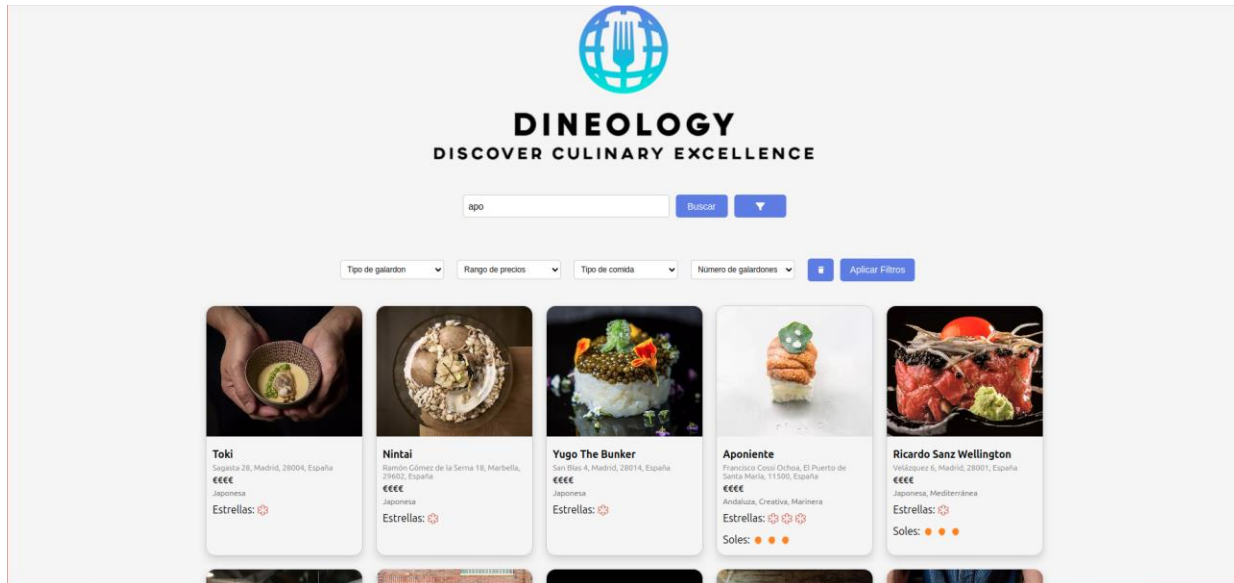 DINEOLOGY
DISCOVER CULINARY EXCELLENCE
apo
Buscar
Tipo de galardon
Rango de precios
Tipo de comida
Número de galardones
Aplicar Filtros
Toki
Sagasta 28, Madrid, 28004, España
€€€€
Japonesa
Estrellas:
Nintai
Ramón Gómez de la Serna 18, Marbella,
29602, España
€€€€
Japonesa
Estrellas:
Yugo The Bunker
San Blas 4, Madrid, 28014, España
€€€€
Japonesa
Estrellas:
Aponiente
Francisco Cossi Ochoa, El Puerto de
Santa María, 11500, España
€€€€
Andaluza, Creativa, Marinera
Estrellas:
Soles:
Ricardo Sanz Wellington
Velázquez 6, Madrid, 28001, España
€€€€
Japonesa, Mediterránea
Estrellas:
Soles: